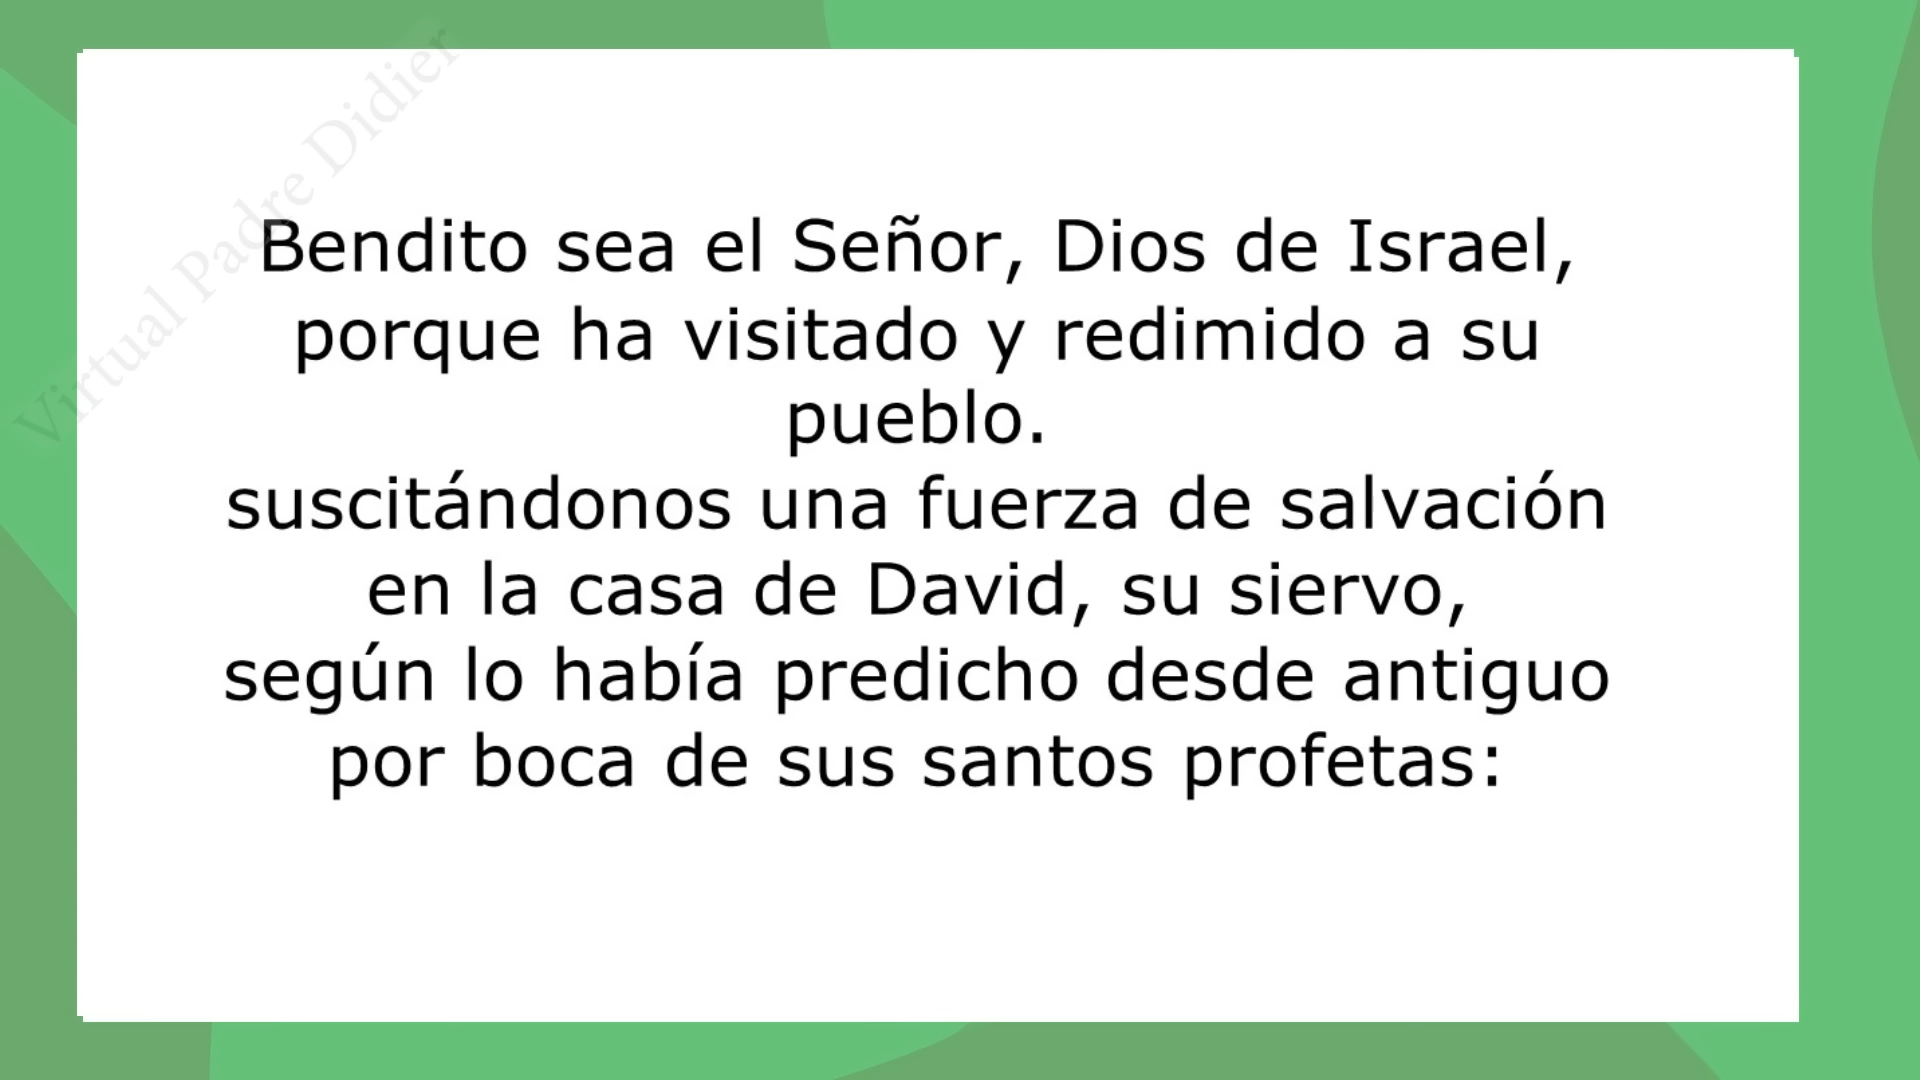 Virtual Padre Didier
Bendito sea el Señor, Dios de Israel,
porque ha visitado y redimido a su
pueblo.
suscitándonos una fuerza de salvación
en la casa de David, su siervo,
según lo había predicho desde antiguo
por boca de sus santos profetas: